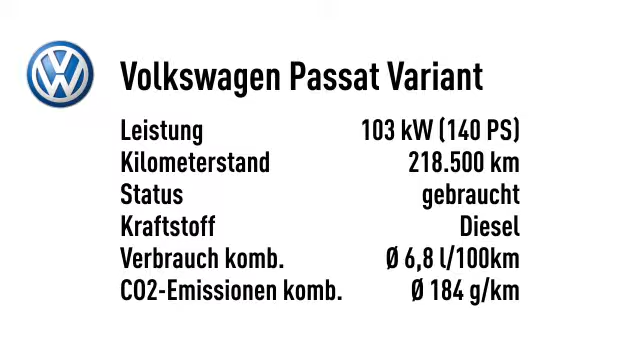 Volkswagen Passat Variant
Leistung 103 kW (140 PS)
Kilometerstand 218.500 km
Status gebraucht
Kraftstoff Diesel
Verbrauch komb. Ø 6,8 l/100km
CO2-Emissionen komb. Ø 184 g/km